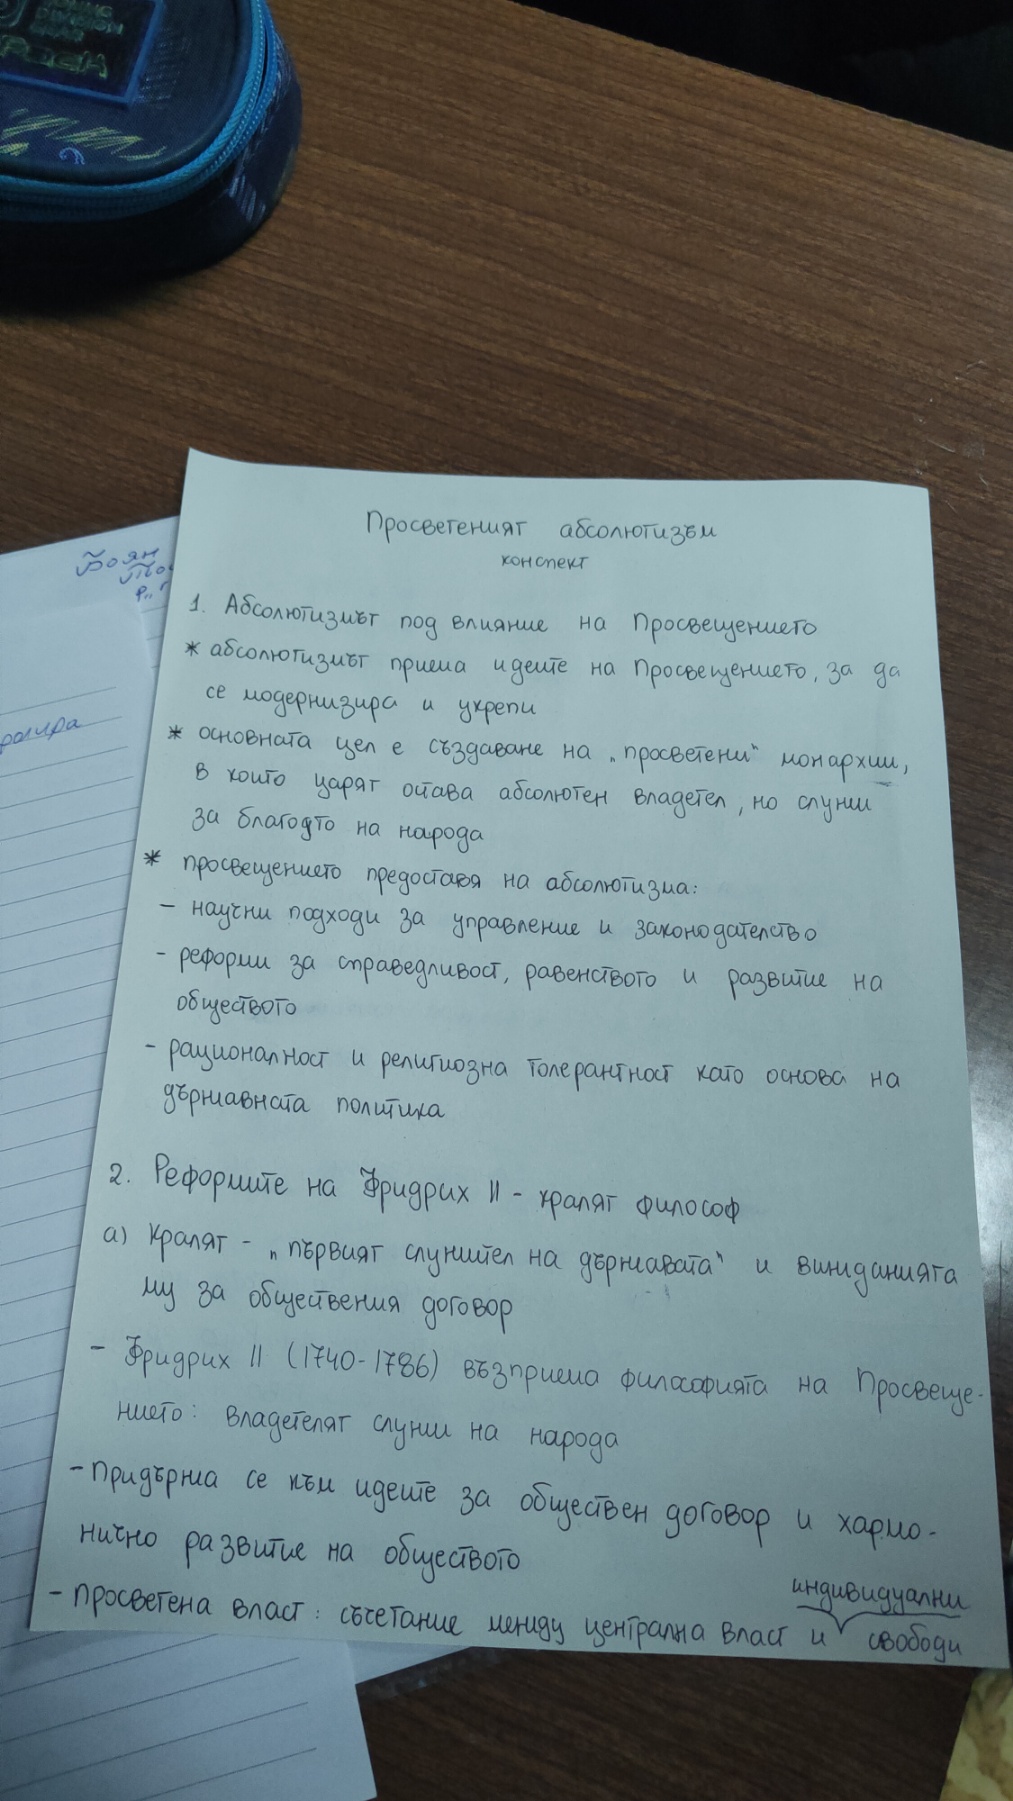 Просветеният абсолютизъм
конспект
1. Абсолютизмът под влияние на Просвещението
* абсолютизмът приема идеите на Просвещението, за да
се модернизира и укрепи
* основната цел е създаване на „просветени“ монархии,
в които царят остава абсолютен владетел, но служи
за благодто на народа
* просвещението предоставя на абсолютизма:
- научни подходи за управление и законодателство
- реформи за справедливост, равенството и развитие на
обществото
- рационалност и религиозна толерантност като основа на
държавната политика
2. Реформите на Фридрих II - кралят философ
а) Кралят - „първият служител на държавата“ и вижданията
му за обществения договор
- Фридрих II (1740-1786) възприема философията на Просвеще-
нието: владетелят служи на народа
- Придържа се към идеите за обществен договор и хармо-
нично развитие на обществото
- Просветена власт: съчетание между централна власт и индивидуални свободи
Боян